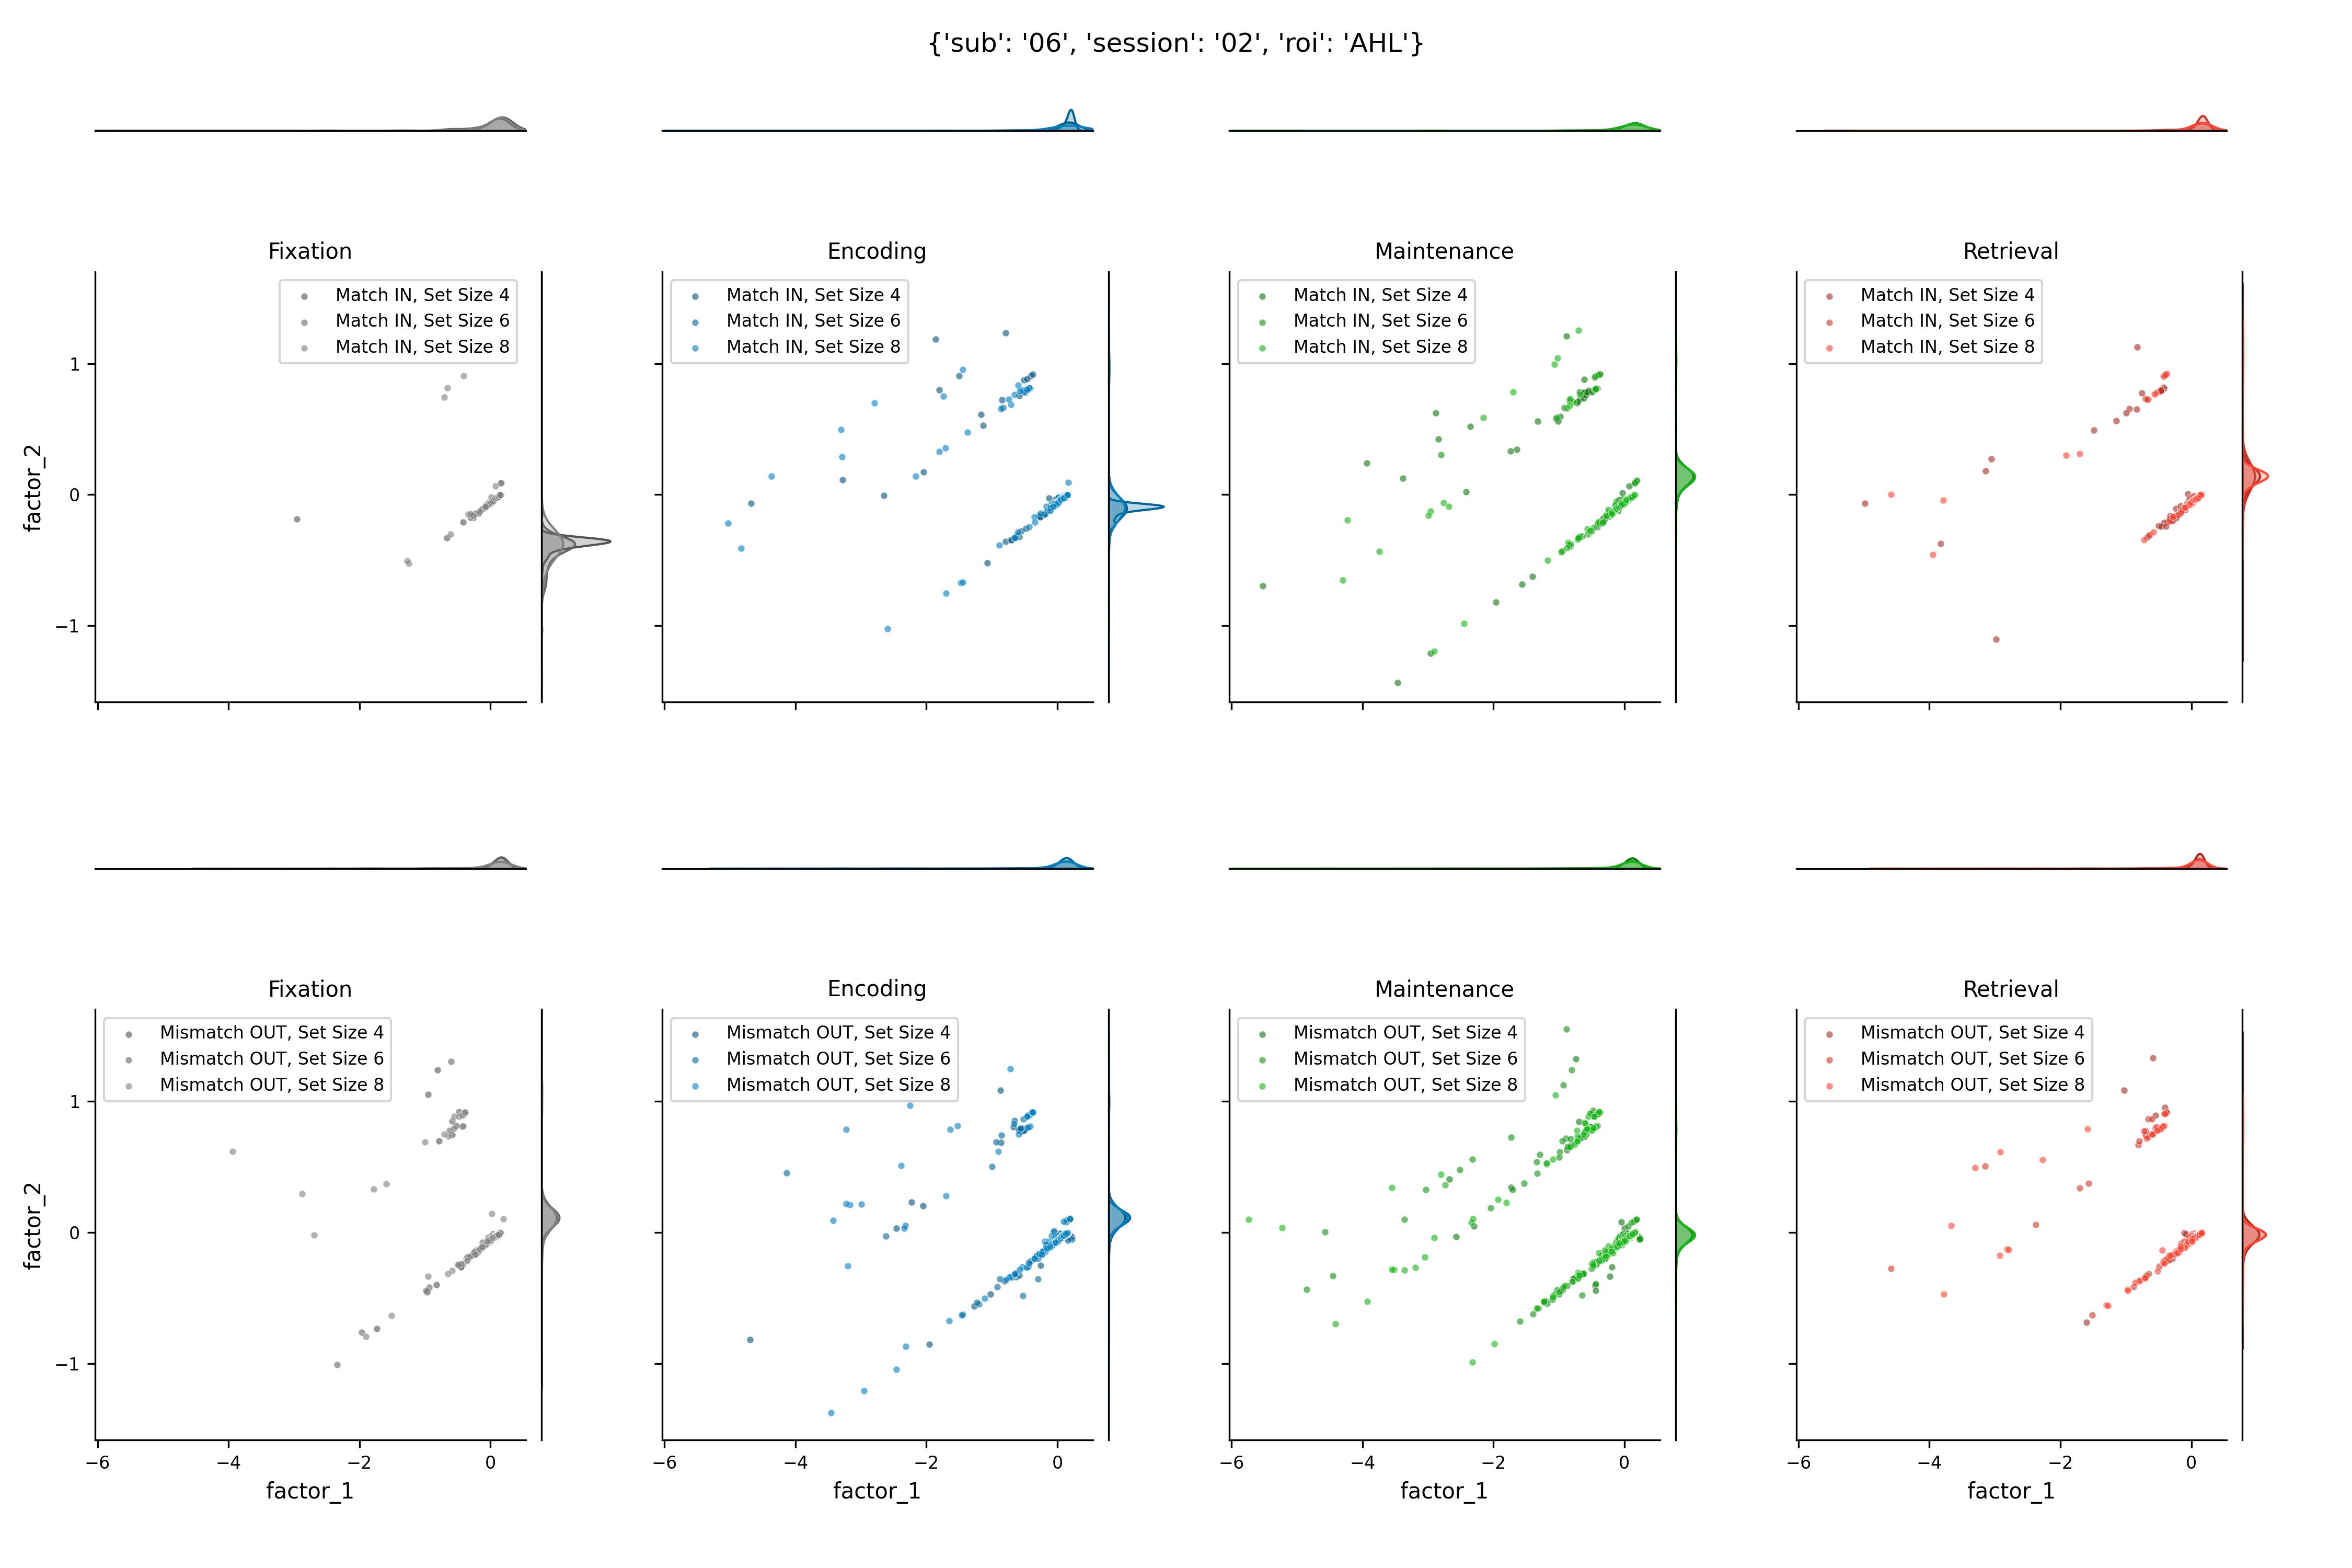 {'sub': '06', 'session': '02', 'roi': 'AHL'}
Fixation
Encoding
Maintenance
Retrieval
Match IN, Set Size 4
Match IN, Set Size 6
Match IN, Set Size 8
Match IN, Set Size 4
Match IN, Set Size 6
Match IN, Set Size 8
Match IN, Set Size 4
Match IN, Set Size 6
Match IN, Set Size 8
Match IN, Set Size 4
Match IN, Set Size 6
Match IN, Set Size 8
factor_2
1
0
−1
Fixation
Encoding
Maintenance
Retrieval
Mismatch OUT, Set Size 4
Mismatch OUT, Set Size 6
Mismatch OUT, Set Size 8
Mismatch OUT, Set Size 4
Mismatch OUT, Set Size 6
Mismatch OUT, Set Size 8
Mismatch OUT, Set Size 4
Mismatch OUT, Set Size 6
Mismatch OUT, Set Size 8
Mismatch OUT, Set Size 4
Mismatch OUT, Set Size 6
Mismatch OUT, Set Size 8
factor_2
1
0
−1
−6 −4 −2 0
−6 −4 −2 0
−6 −4 −2 0
−6 −4 −2 0
factor_1
factor_1
factor_1
factor_1